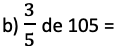 b) 3/5 de 105 =